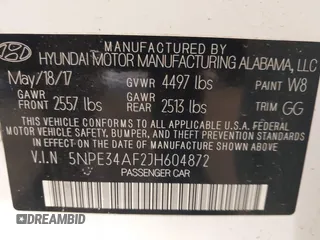 MANUFACTURED BY
HYUNDAI MOTOR MANUFACTURING ALABAMA, LLC
May/18/17 GVWR 4497 lbs PAINT W8
GAWR FRONT 2557 lbs GAWR REAR 2513 lbs TRIM GG
THIS VEHICLE CONFORMS TO ALL APPLICABLE
U.S. FEDERAL MOTOR VEHICLE SAFETY, BUMPER,
AND THEFT PREVENTION STANDARDS IN EFFECT
ON THE DATE OF MANUFACTURE SHOWN ABOVE.
V.I.N. 5NPE34AF2JH604872
PASSENGER CAR
DREAMBID